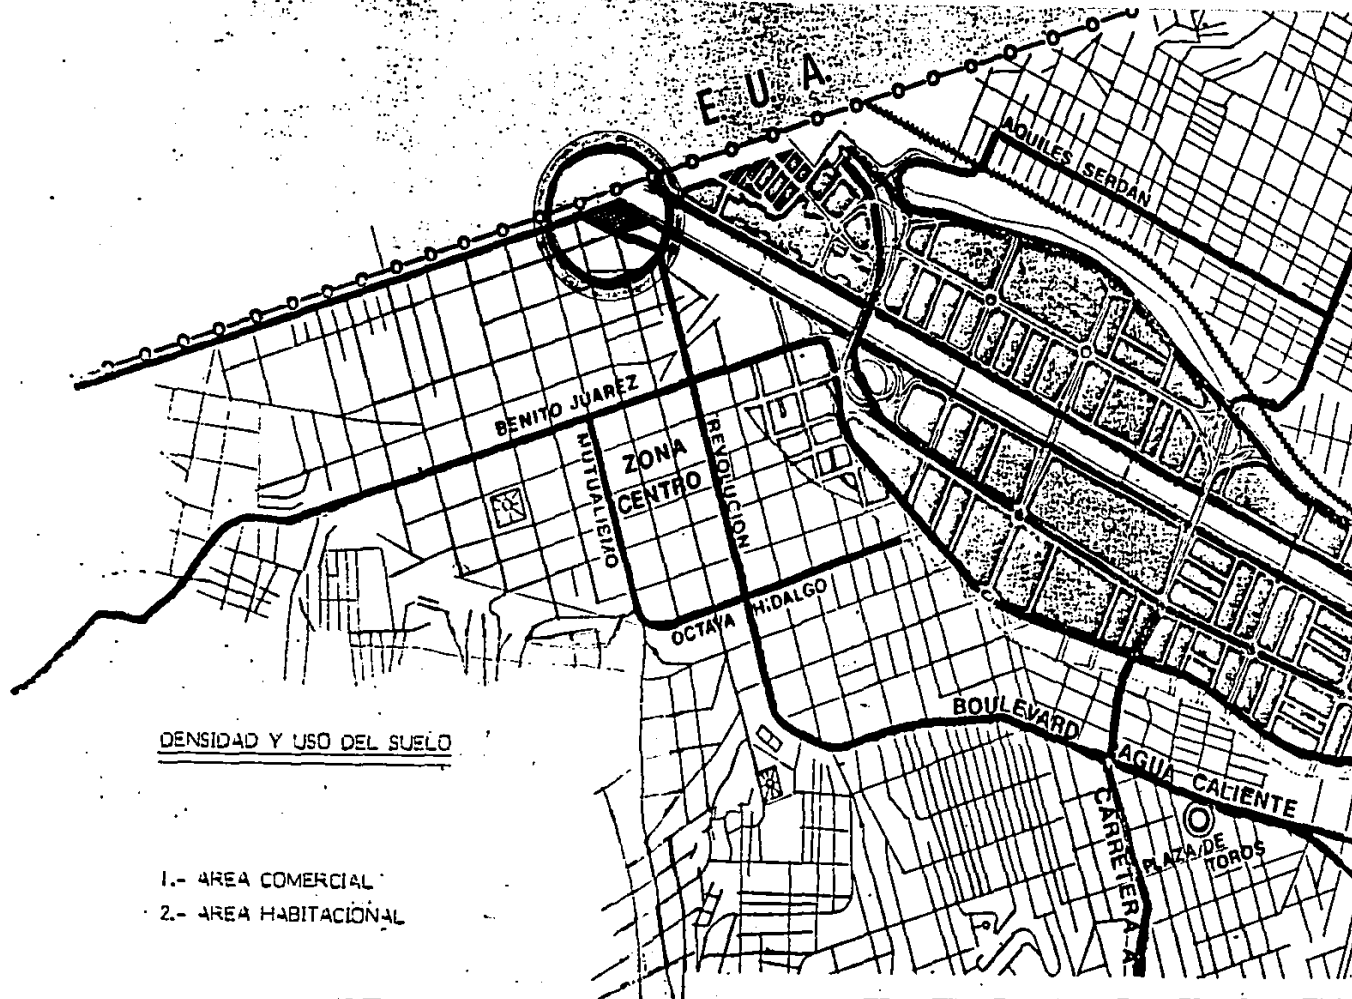 E. U. A.
AQUILES SERDAN
BENITO JUAREZ
ZONA
CENTRO
MUTUALISMO
REVOLUCION
OCTAVA
HIDALGO
BOULEVARD
AGUA CALIENTE
CARRETERA A
PLAZA DE
TOROS
DENSIDAD Y USO DEL SUELO
1.- AREA COMERCIAL
2.- AREA HABITACIONAL